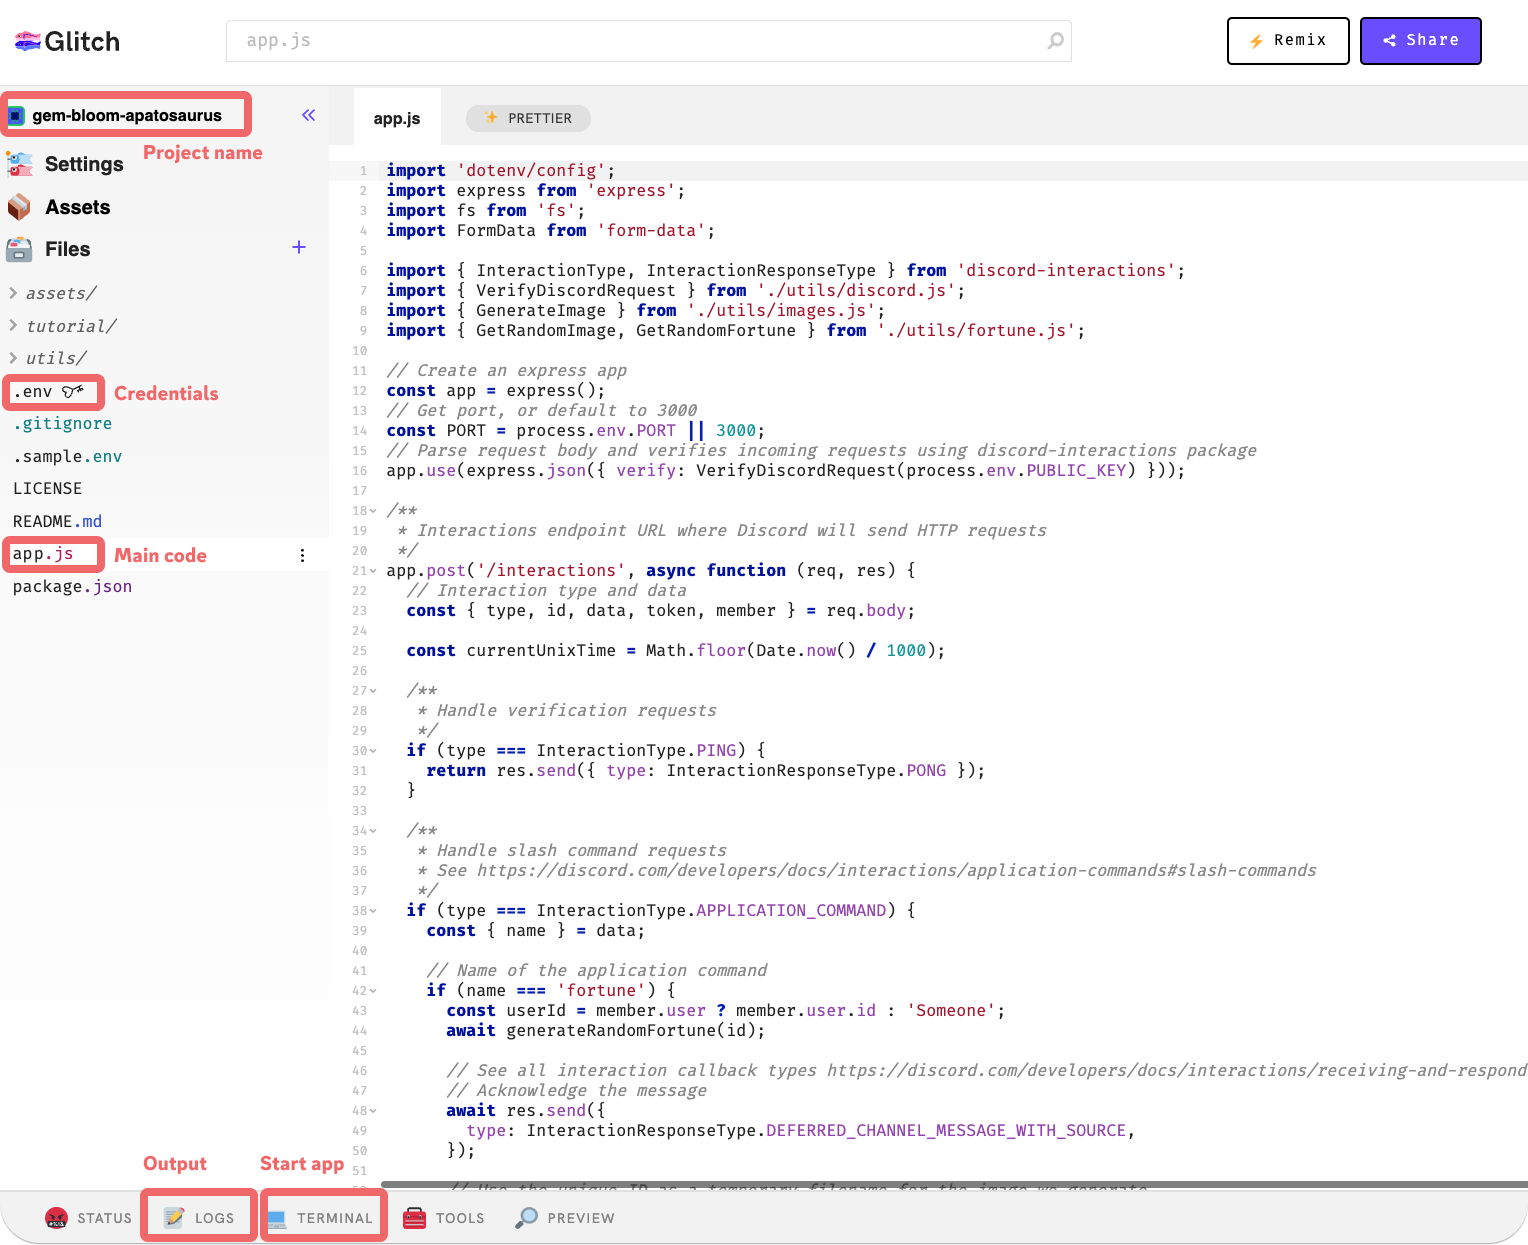 Glitch
app.js
Remix
Share
gem-bloom-apatosaurus
Project name
Settings
Assets
Files
assets/
tutorial/
utils/
.env
Credentials
.gitignore
.sample.env
LICENSE
README.md
app.js
Main code
package.json
app.js
PRETTIER
1 import 'dotenv/config';
2 import express from 'express';
3 import fs from 'fs';
4 import FormData from 'form-data';
5
6 import { InteractionType, InteractionResponseType } from 'discord-interactions';
7 import { VerifyDiscordRequest } from './utils/discord.js';
8 import { GenerateImage } from './utils/images.js';
9 import { GetRandomImage, GetRandomFortune } from './utils/fortune.js';
10
11 // Create an express app
12 const app = express();
13 // Get port, or default to 3000
14 const PORT = process.env.PORT || 3000;
15 // Parse request body and verifies incoming requests using discord-interactions package
16 app.use(express.json({ verify: VerifyDiscordRequest(process.env.PUBLIC_KEY) }));
17
18 /**
19 * Interactions endpoint URL where Discord will send HTTP requests
20 */
21 app.post('/interactions', async function (req, res) {
22 // Interaction type and data
23 const { type, id, data, token, member } = req.body;
24
25 const currentUnixTime = Math.floor(Date.now() / 1000);
26
27 /**
28 * Handle verification requests
29 */
30 if (type === InteractionType.PING) {
31 return res.send({ type: InteractionResponseType.PONG });
32 }
33
34 /**
35 * Handle slash command requests
36 * See https://discord.com/developers/docs/interactions/application-commands#slash-commands
37 */
38 if (type === InteractionType.APPLICATION_COMMAND) {
39 const { name } = data;
40
41 // Name of the application command
42 if (name === 'fortune') {
43 const userId = member.user ? member.user.id : 'Someone';
44 await generateRandomFortune(id);
45
46 // See all interaction callback types https://discord.com/developers/docs/interactions/receiving-and-respond
47 // Acknowledge the message
48 await res.send({
49 type: InteractionResponseType.DEFERRED_CHANNEL_MESSAGE_WITH_SOURCE,
50 });
51
// Use the unique ID as a temporary filename for the image we generate
Output
Start app
STATUS
LOGS
TERMINAL
TOOLS
PREVIEW